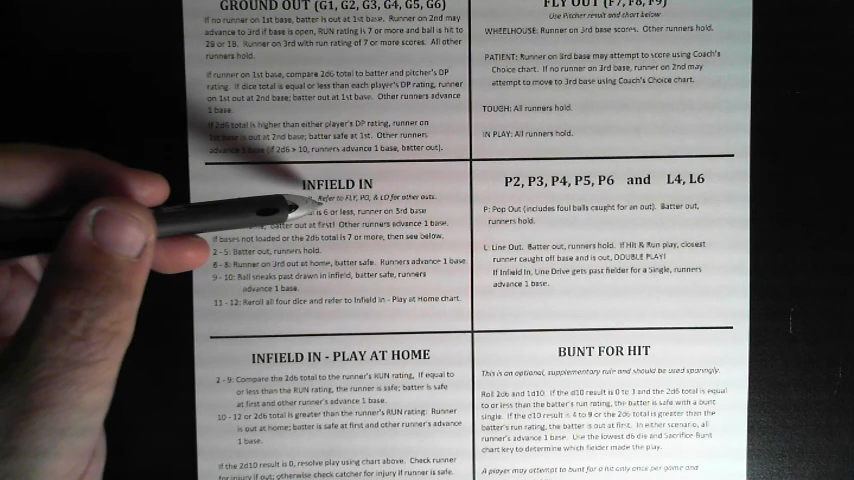 GROUND OUT (G1, G2, G3, G4, G5, G6)
If no runner on 1st base, batter is out at 1st base. Runner on 2nd may
advance to 3rd base if base is open, RUN rating is 7 or more and ball is hit to
2B or 1B. Runner on 3rd with run rating of 7 or more scores. All other
runners hold.
If runner on 1st base, compare 2d6 total to batter and pitcher's DP
rating. If dice total is equal or less than each player's DP rating, runner
on 1st out at 2nd base; batter out at 1st base. Other runners advance
1 base.
If 2d6 total is higher than either player's DP rating, runner on
1st base is out at 2nd base; batter safe at 1st. Other runners
advance 1 base (if 2d6 > 10, runners advance 1 base, batter out).
FLY OUT (F7, F8, F9)
Use Pitcher result and chart below
WHEELHOUSE: Runner on 3rd base scores. Other runners hold.
PATIENT: Runner on 3rd base may attempt to score using Coach's
Choice chart. If no runner on 3rd base, runner on 2nd may
attempt to move to 3rd base using Coach's Choice chart.
TOUGH: All runners hold.
IN PLAY: All runners hold.
INFIELD IN
Refer to FLY, PO, & LO for other outs.
is 6 or less, runner on 3rd base
batter out at first) Other runners advance 1 base.
If bases not loaded or the 2d6 total is 7 or more, then see below.
2 - 5: Batter out, runners hold.
6 - 8: Runner on 3rd out at home, batter safe. Runners advance 1 base.
9 - 10: Ball sneaks past drawn in infield, batter safe, runners
advance 1 base.
11 - 12: Reroll all four dice and refer to Infield In - Play at Home chart.
P2, P3, P4, P5, P6 and L4, L6
P: Pop Out (includes foul balls caught for an out). Batter out,
runners hold.
L: Line Out. Batter out, runners hold. If Hit & Run play, closest
runner caught off base and is out, DOUBLE PLAY!
If Infield In, Line Drive gets past fielder for a Single, runners
advance 1 base.
INFIELD IN - PLAY AT HOME
2 - 9: Compare the 2d6 total to the runner's RUN rating. If equal to
or less than the RUN rating, the runner is safe; batter is safe
at first and other runner's advance 1 base.
10 - 12 or 2d6 total is greater than the runner's RUN rating: Runner
is out at home; batter is safe at first and other runner's advance
1 base.
If the 2d10 result is 0, resolve play using chart above. Check runner
for injury if out; otherwise check catcher for injury if runner is safe.
BUNT FOR HIT
This is an optional, supplementary rule and should be used sparingly.
Roll 2d6 and 1d10. If the d10 result is 0 to 3 and the 2d6 total is equal
to or less than the batter's run rating, the batter is safe with a bunt
single. If the d10 result is 4 to 9 or the 2d6 total is greater than the
batter's run rating, the batter is out at first. In either scenario, all
runner's advance 1 base. Use the lowest d6 die and Sacrifice Bunt
chart key to determine which fielder made the play.
A player may attempt to bunt for a hit only once per game and